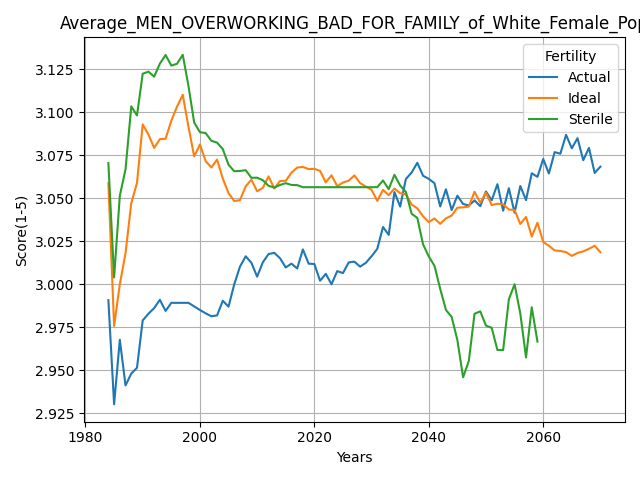 Average_MEN_OVERWORKING_BAD_FOR_FAMILY_of_White_Female_Pop
Fertility
Actual
Ideal
Sterile
3.125
3.100
3.075
3.050
3.025
3.000
2.975
2.950
2.925
Score(1-5)
1980
2000
2020
2040
2060
Years